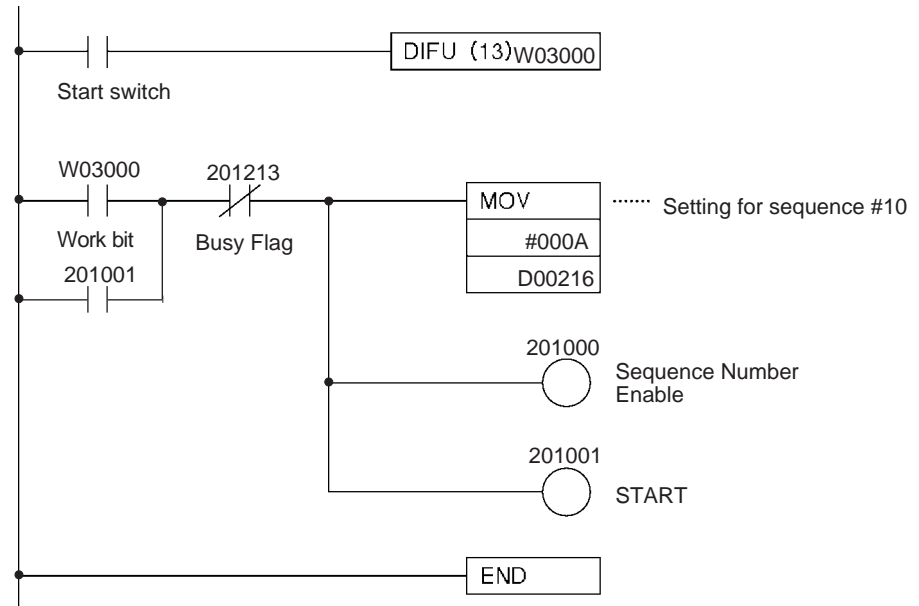 DIFU (13) W03000
Start switch
W03000
201213
MOV
Setting for sequence #10
#000A
Work bit
Busy Flag
D00216
201001
201000
Sequence Number
Enable
201001
START
END